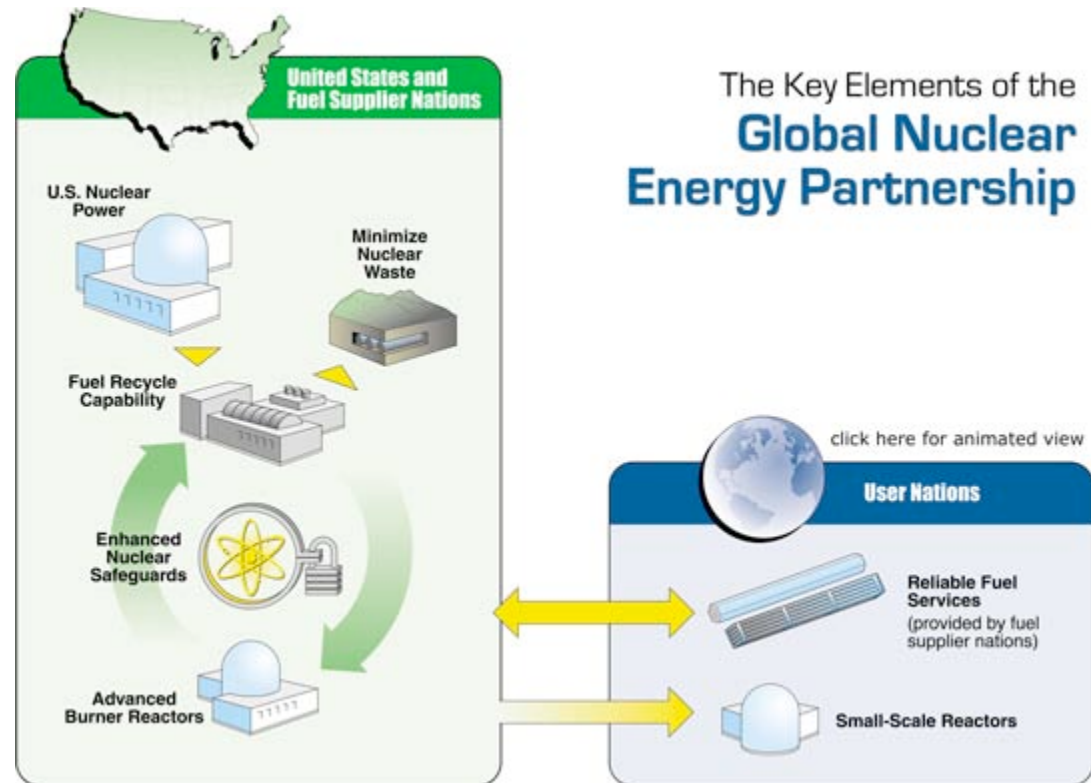 The Key Elements of the
Global Nuclear
Energy Partnership
United States and
Fuel Supplier Nations
U.S. Nuclear
Power
Minimize
Nuclear
Waste
Fuel Recycle
Capability
Enhanced
Nuclear
Safeguards
Advanced
Burner Reactors
click here for animated view
User Nations
Reliable Fuel
Services
(provided by fuel
supplier nations)
Small-Scale Reactors